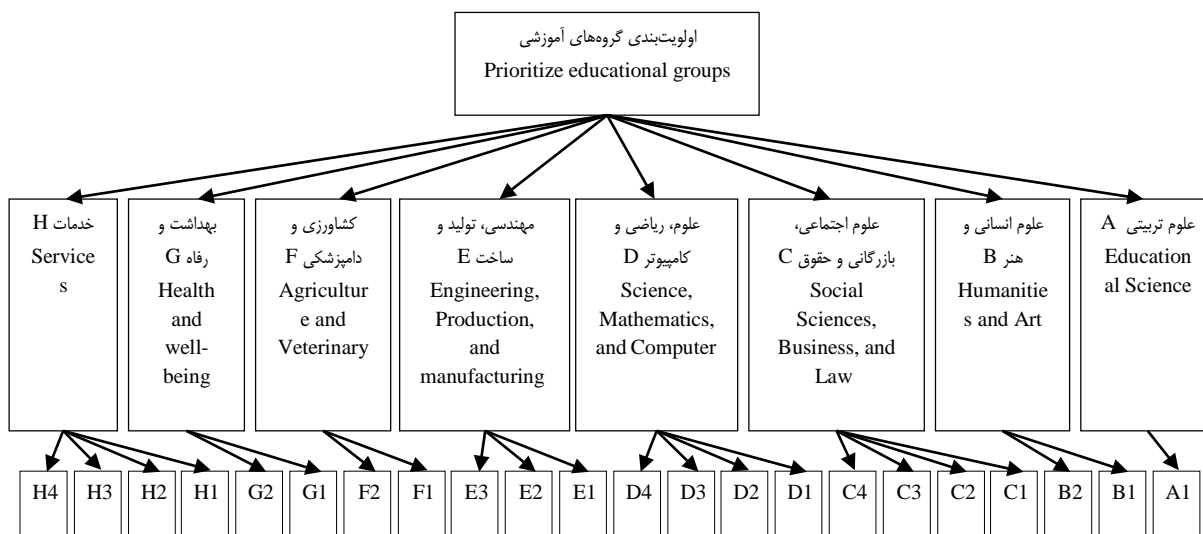 اولویت‌بندی گروه‌های آموزشی
Prioritize educational groups
خدمات H
Service
s
بهداشت و
رفاه G
Health
and
well-
being
کشاورزی و
دامپزشکی F
Agricultur
e and
Veterinary
مهندسی، تولید و
ساخت E
Engineering,
Production,
and
manufacturing
علوم، ریاضی و
کامپیوتر D
Science,
Mathematics,
and Computer
علوم اجتماعی،
بازرگانی و حقوق C
Social
Sciences,
Business, and
Law
علوم انسانی و
هنر B
Humanitie
s and Art
علوم تربیتی A
Education
al Science
H4
H3
H2
H1
G2
G1
F2
F1
E3
E2
E1
D4
D3
D2
D1
C4
C3
C2
C1
B2
B1
A1